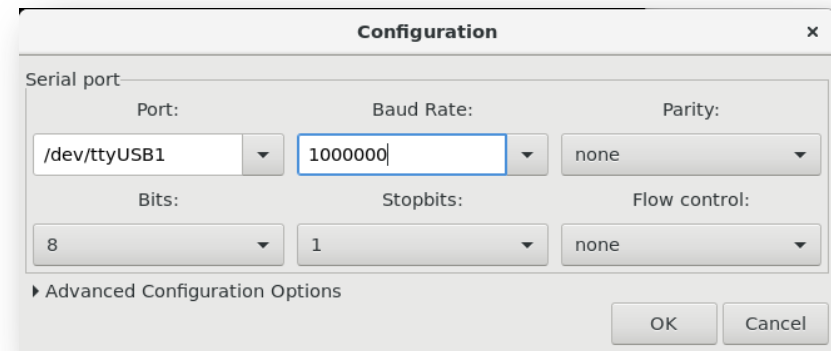 Configuration ×
Serial port
Port: Baud Rate: Parity:
/dev/ttyUSB1 1000000 none
Bits: Stopbits: Flow control:
8 1 none
Advanced Configuration Options
OK Cancel